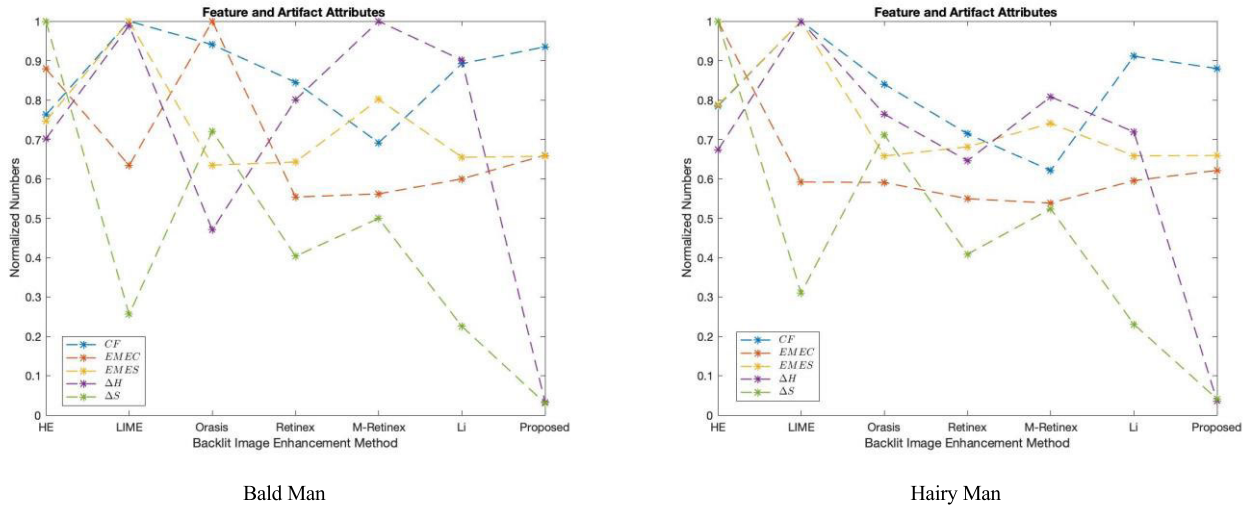 Feature and Artifact Attributes
Normalized Numbers
1
0.9
0.8
0.7
0.6
0.5
0.4
0.3
0.2
0.1
0
CF
EMEC
EMES
ΔH
ΔS
HE LIME Orasis Retinex M-Retinex Li Proposed
Backlit Image Enhancement Method
Bald Man
Feature and Artifact Attributes
Normalized Numbers
1
0.9
0.8
0.7
0.6
0.5
0.4
0.3
0.2
0.1
0
CF
EMEC
EMES
ΔH
ΔS
HE LIME Orasis Retinex M-Retinex Li Proposed
Backlit Image Enhancement Method
Hairy Man